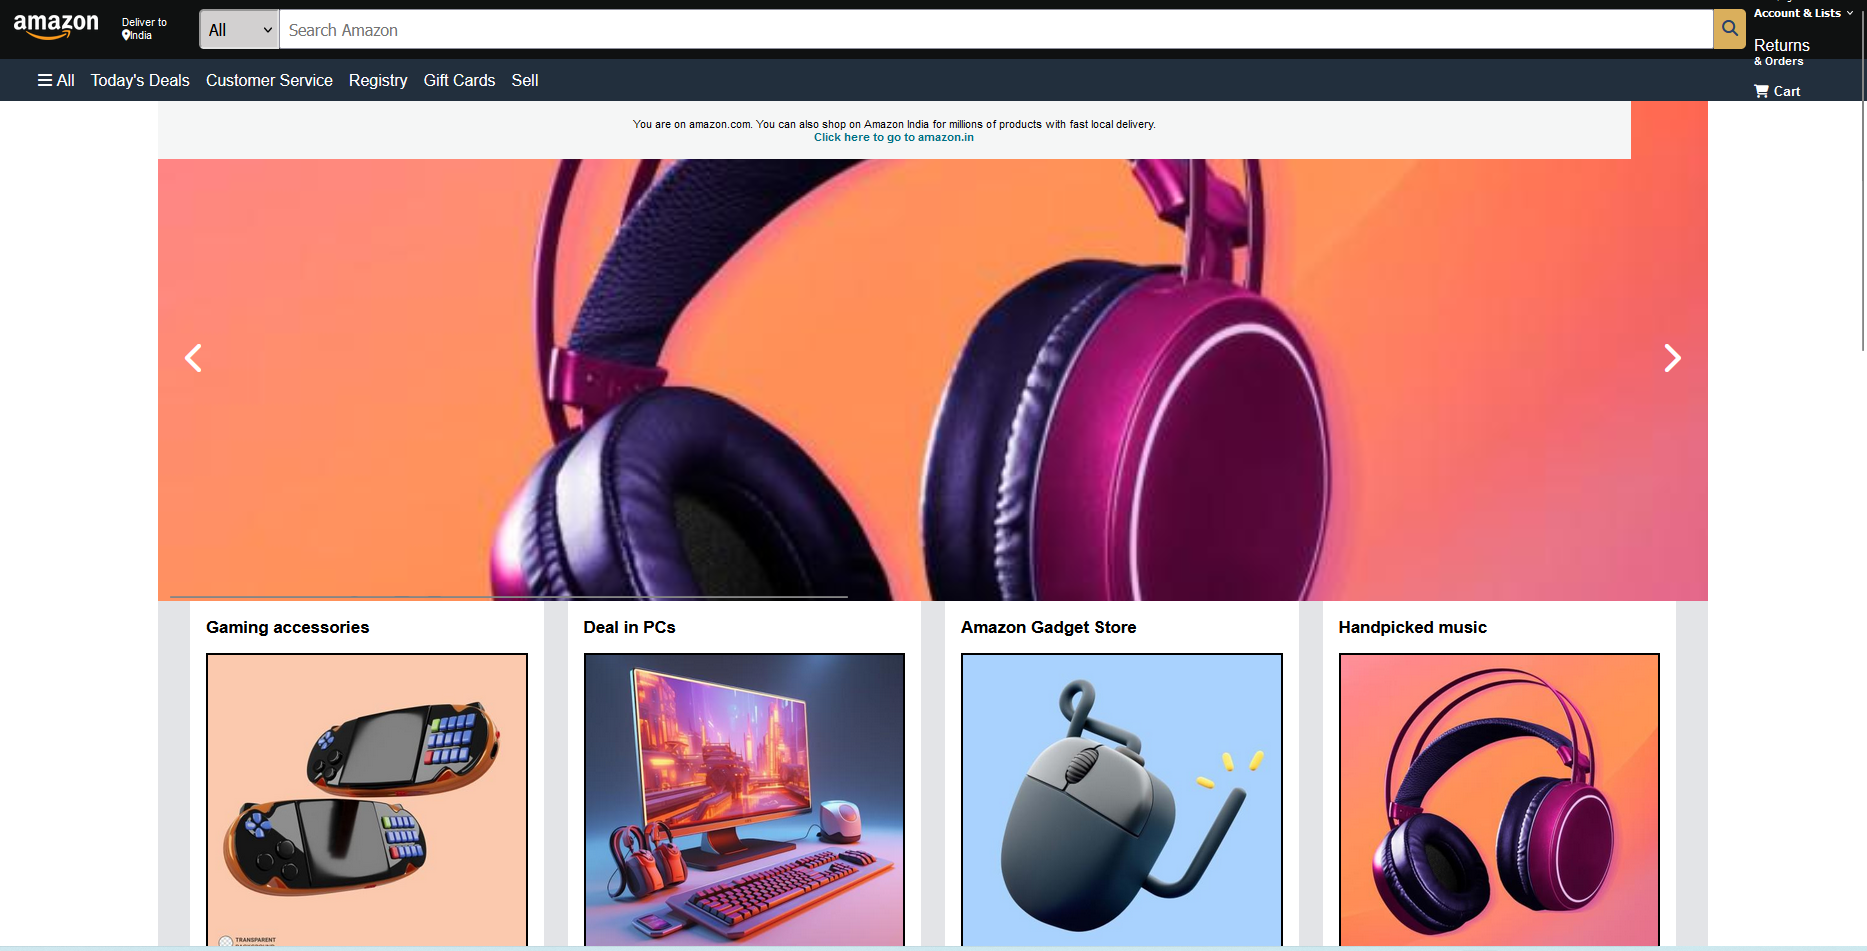 amazon
Deliver to
India
All
Search Amazon
Account & Lists
Returns
& Orders
Cart
All
Today's Deals
Customer Service
Registry
Gift Cards
Sell
You are on amazon.com. You can also shop on Amazon India for millions of products with fast local delivery.
Click here to go to amazon.in
Gaming accessories
Deal in PCs
Amazon Gadget Store
Handpicked music
TRANSPARENT